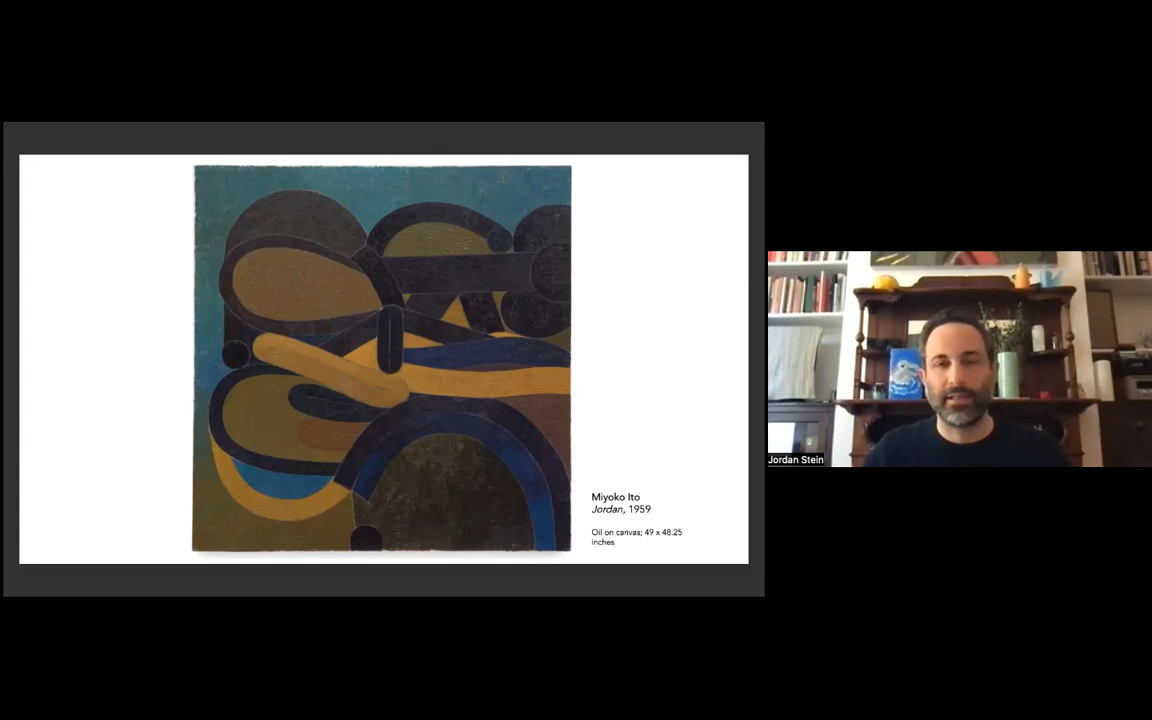 Miyoko Ito
Jordan, 1959
Oil on canvas; 49 x 48.25
inches
Jordan Stein